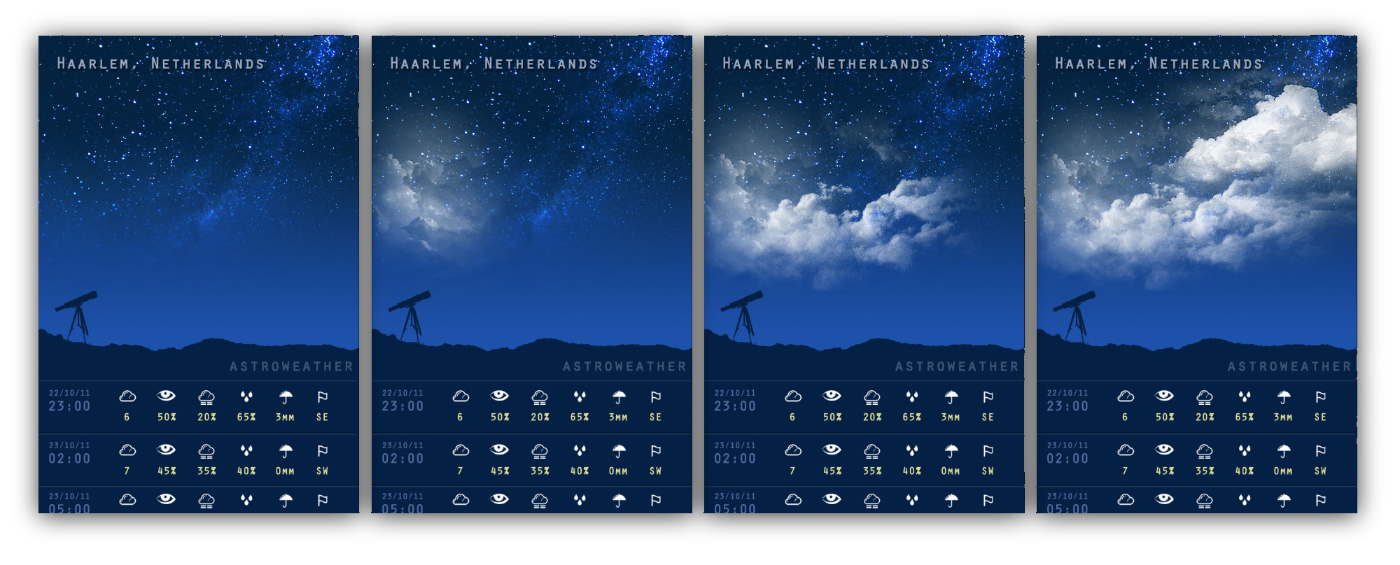 HAARLEM, NETHERLANDS
ASTROWEATHER
22/10/11
23:00
6 50% 20% 65% 3MM SE
23/10/11
02:00
7 45% 35% 40% 0MM SW
23/10/11
05:00
HAARLEM, NETHERLANDS
ASTROWEATHER
22/10/11
23:00
6 50% 20% 65% 3MM SE
23/10/11
02:00
7 45% 35% 40% 0MM SW
23/10/11
05:00
HAARLEM, NETHERLANDS
ASTROWEATHER
22/10/11
23:00
6 50% 20% 65% 3MM SE
23/10/11
02:00
7 45% 35% 40% 0MM SW
23/10/11
05:00
HAARLEM, NETHERLANDS
ASTROWEATHER
22/10/11
23:00
6 50% 20% 65% 3MM SE
23/10/11
02:00
7 45% 35% 40% 0MM SW
23/10/11
05:00